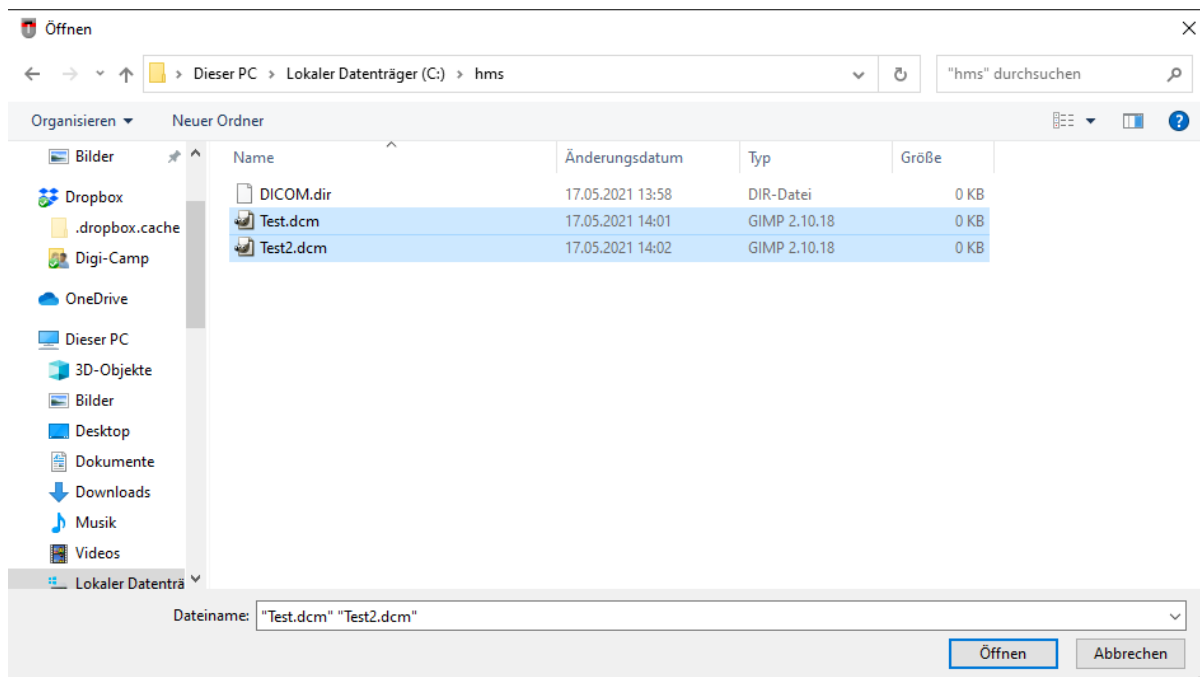 Öffnen
Dieser PC > Lokaler Datenträger (C:) > hms
"hms" durchsuchen
Organisieren
Neuer Ordner
?
Bilder
Dropbox
.dropbox.cache
Digi-Camp
OneDrive
Dieser PC
3D-Objekte
Bilder
Desktop
Dokumente
Downloads
Musik
Videos
Lokaler Datenträ
Name Änderungsdatum Typ Größe
DICOM.dir 17.05.2021 13:58 DIR-Datei 0 KB
Test.dcm 17.05.2021 14:01 GIMP 2.10.18 0 KB
Test2.dcm 17.05.2021 14:02 GIMP 2.10.18 0 KB
Dateiname: "Test.dcm" "Test2.dcm"
Öffnen Abbrechen